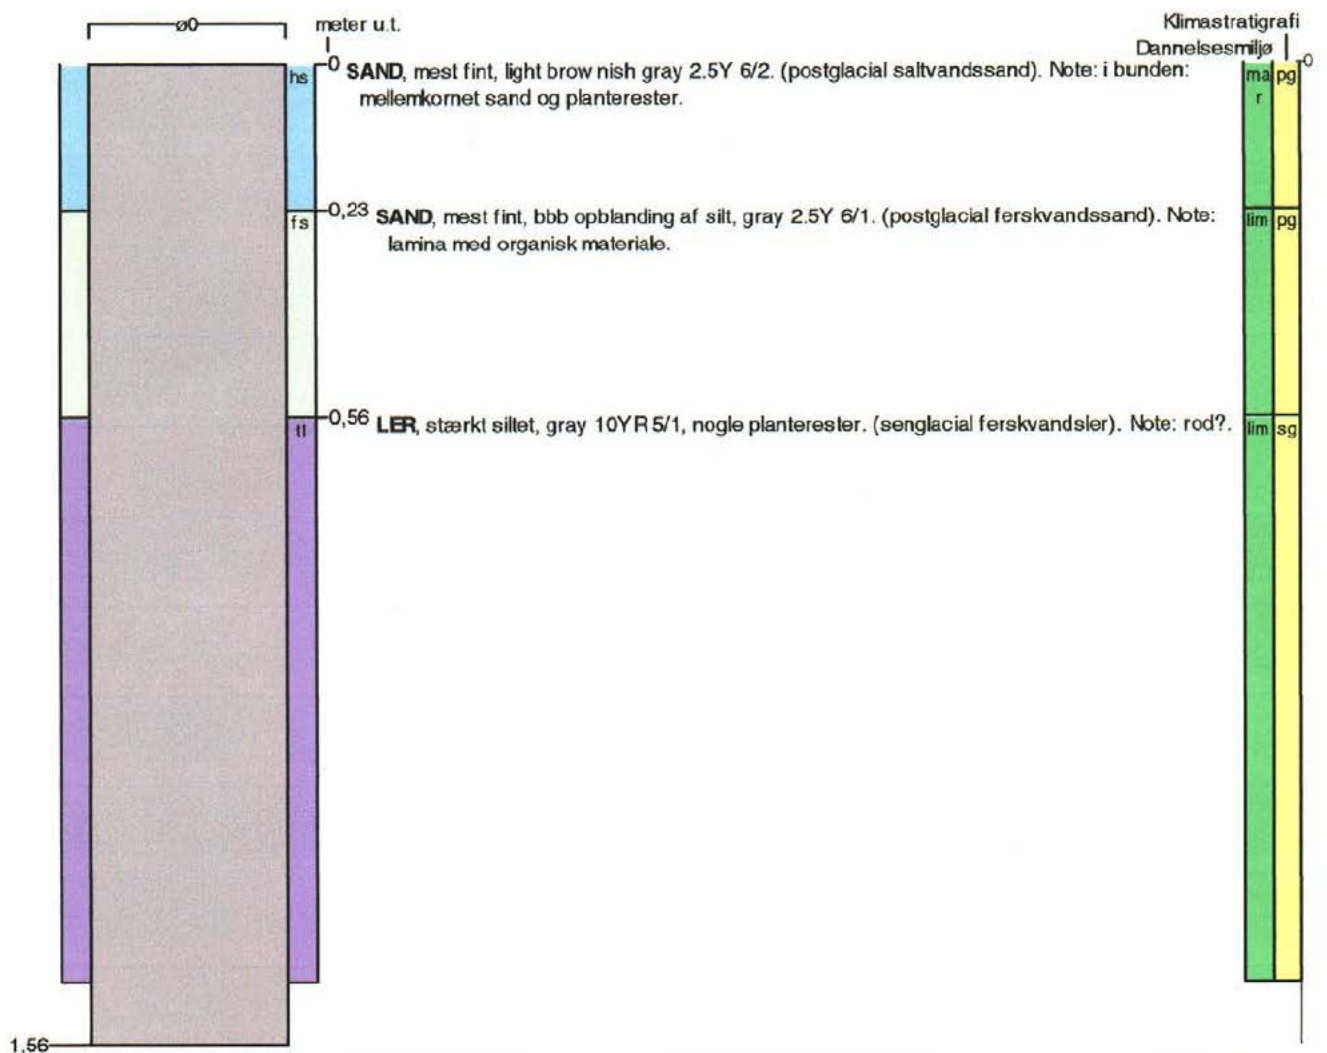 ø0
meter u.t.
Klimastratigrafi
Dannelsesmiljø
0
hs
SAND, mest fint, light brow nish gray 2.5Y 6/2. (postglacial saltvandssand). Note: i bunden:
mellemkornet sand og planterester.
ma
r
pg
0
0,23
fs
SAND, mest fint, bbb opblanding af silt, gray 2.5Y 6/1. (postglacial ferskvandssand). Note:
lamina med organisk materiale.
lim pg
0,56
tl
LER, stærkt siltet, gray 10YR 5/1, nogle planterester. (senglacial ferskvandsler). Note: rod?.
lim sg
1,56